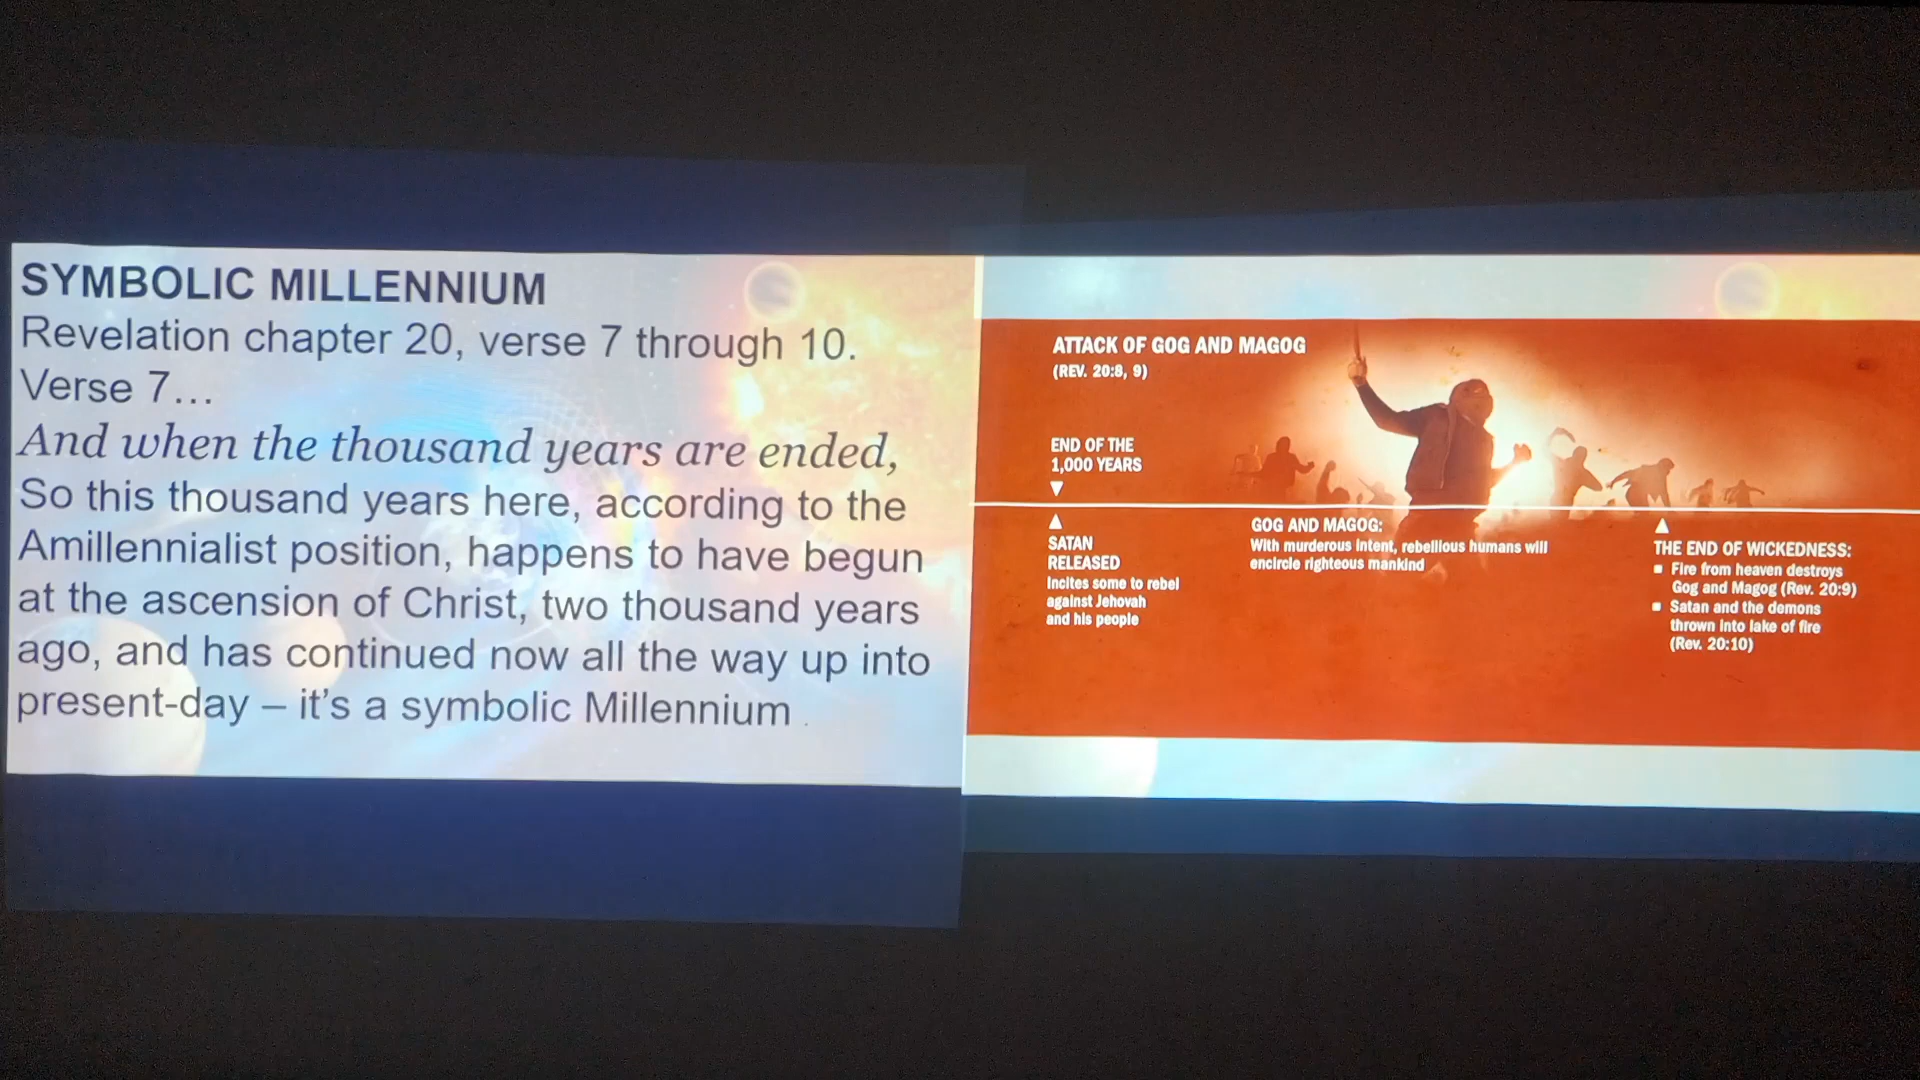 SYMBOLIC MILLENNIUM
Revelation chapter 20, verse 7 through 10.
Verse 7...
And when the thousand years are ended,
So this thousand years here, according to the
Amillennialist position, happens to have begun
at the ascension of Christ, two thousand years
ago, and has continued now all the way up into
present-day – it's a symbolic Millennium .
ATTACK OF GOG AND MAGOG
(REV. 20:8, 9)
END OF THE
1,000 YEARS
SATAN
RELEASED
Incites some to rebel
against Jehovah
and his people
GOG AND MAGOG:
With murderous intent, rebellious humans will
encircle righteous mankind
THE END OF WICKEDNESS:
Fire from heaven destroys
Gog and Magog (Rev. 20:9)
Satan and the demons
thrown into lake of fire
(Rev. 20:10)